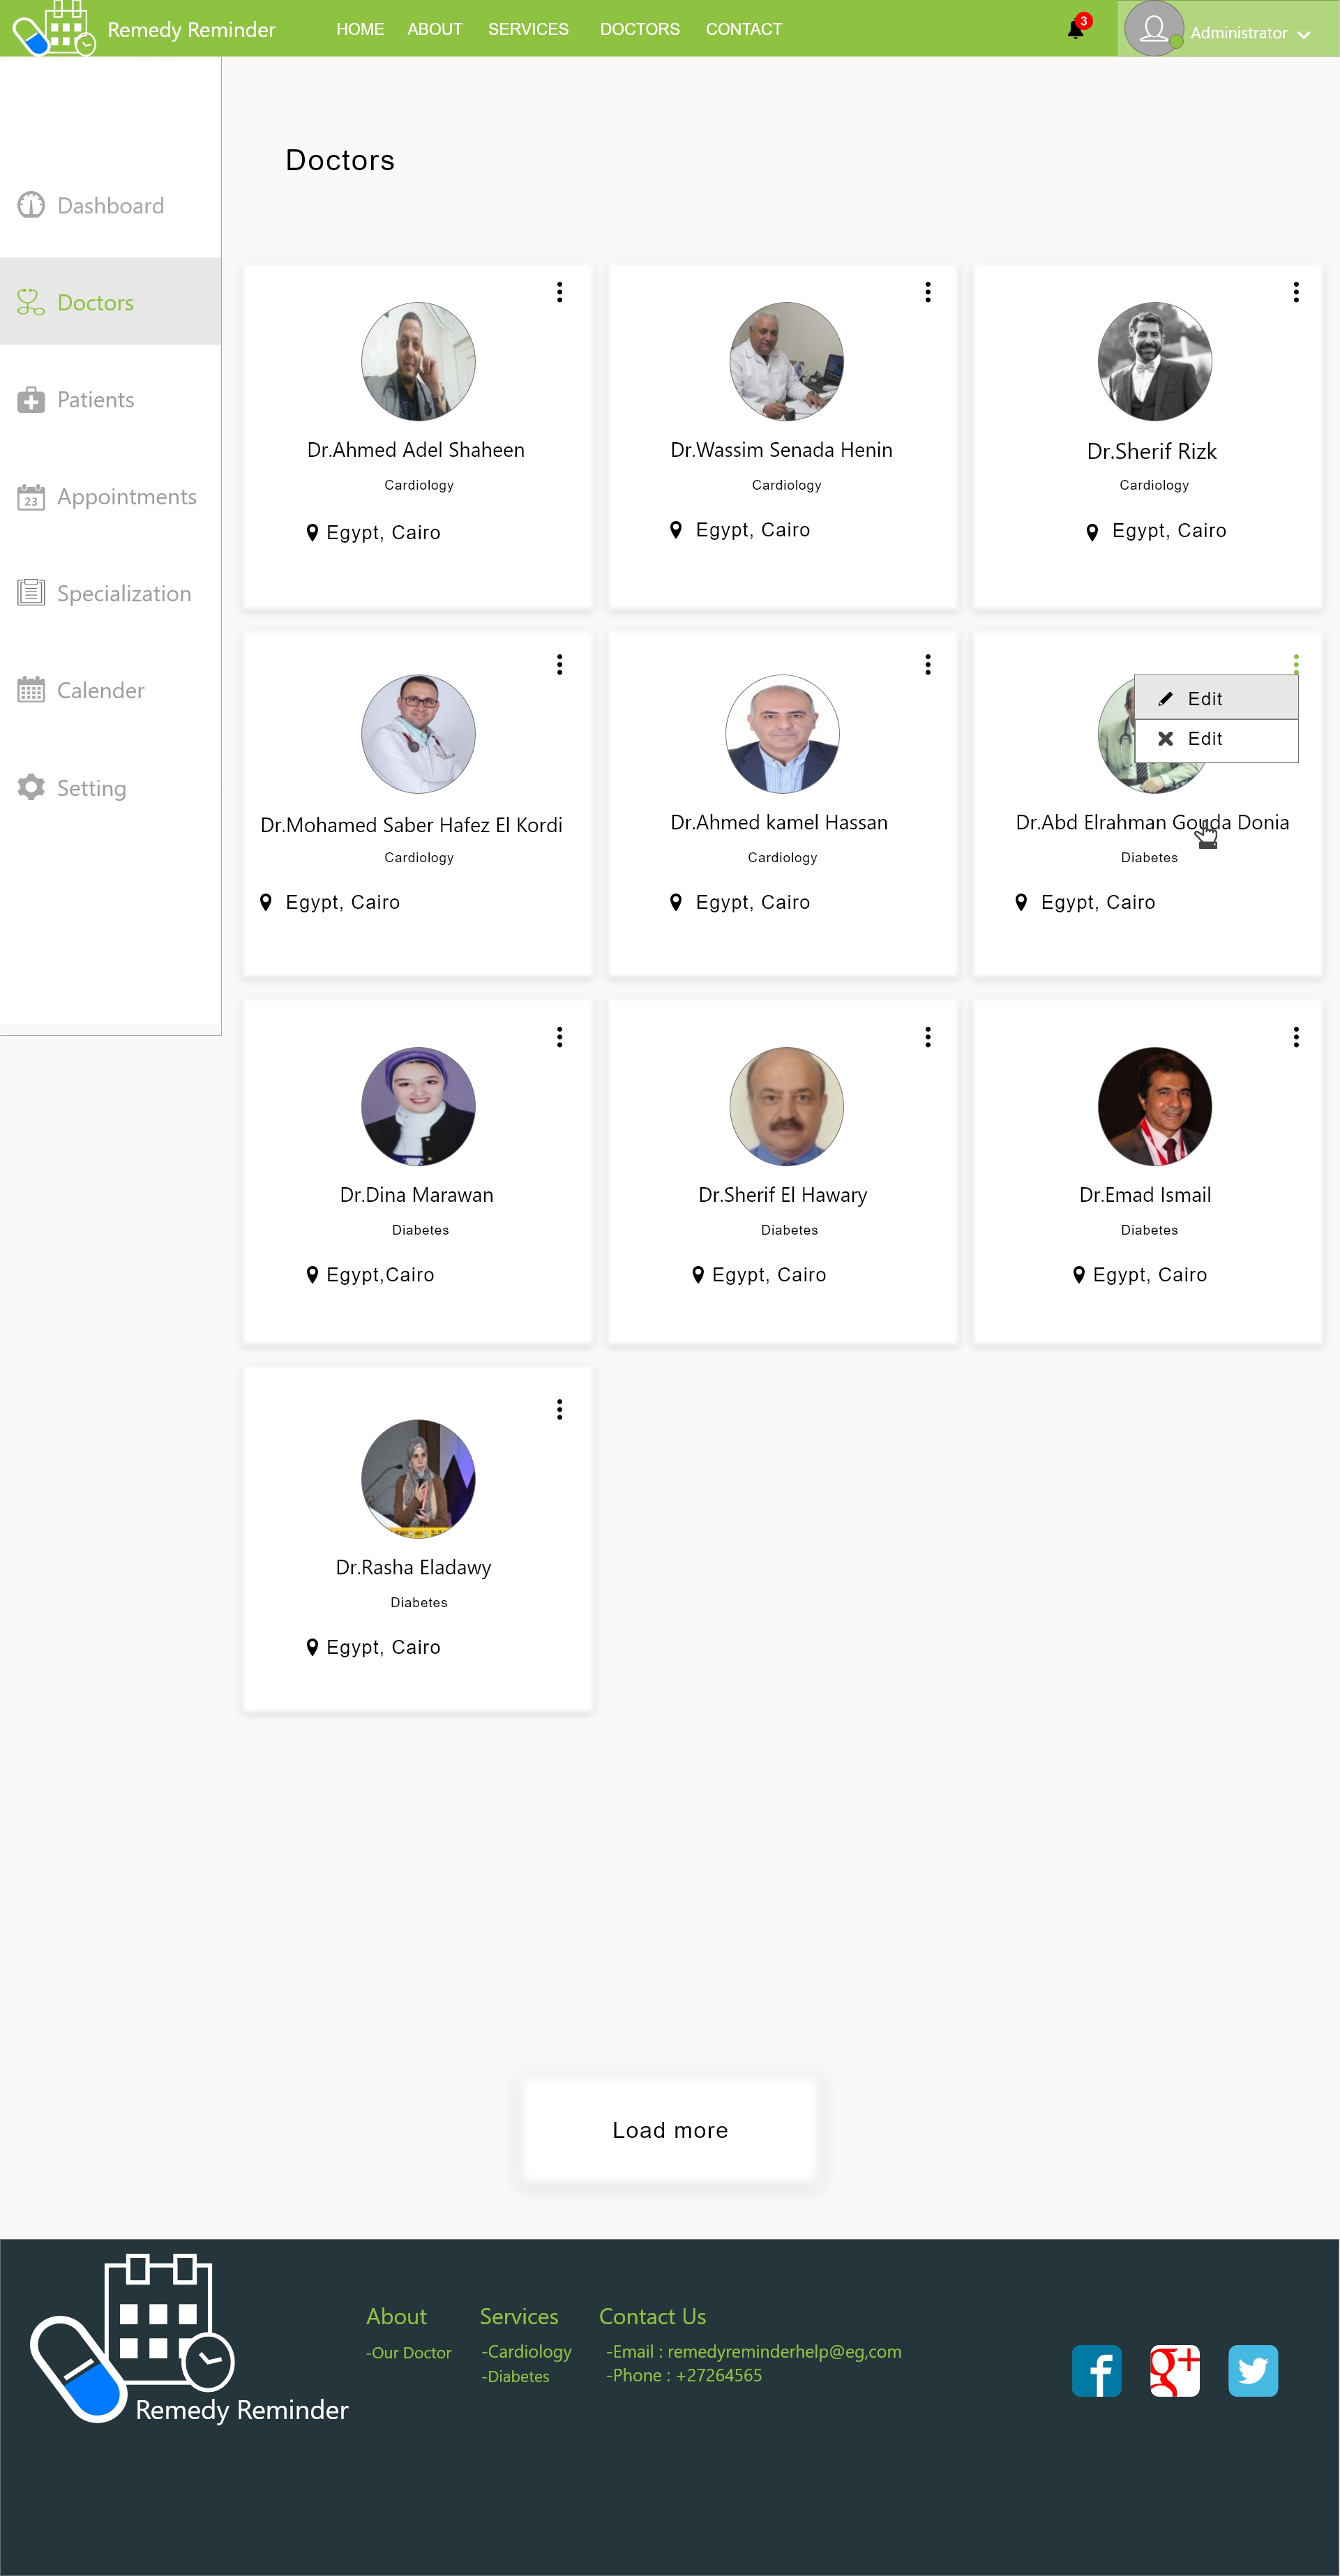 Remedy Reminder
HOME ABOUT SERVICES DOCTORS CONTACT
3
Administrator
Doctors
Dashboard
Doctors
Patients
23
Appointments
Specialization
Calender
Setting
Dr.Ahmed Adel Shaheen
Cardiology
Egypt, Cairo
Dr.Wassim Senada Henin
Cardiology
Egypt, Cairo
Dr.Sherif Rizk
Cardiology
Egypt, Cairo
Dr.Mohamed Saber Hafez El Kordi
Cardiology
Egypt, Cairo
Dr.Ahmed kamel Hassan
Cardiology
Egypt, Cairo
Edit
Edit
Dr.Abd Elrahman Gouda Donia
Diabetes
Egypt, Cairo
Dr.Dina Marawan
Diabetes
Egypt,Cairo
Dr.Sherif El Hawary
Diabetes
Egypt, Cairo
Dr.Emad Ismail
Diabetes
Egypt, Cairo
Dr.Rasha Eladawy
Diabetes
Egypt, Cairo
Load more
Remedy Reminder
About
-Our Doctor
Services
-Cardiology
-Diabetes
Contact Us
-Email : remedyreminderhelp@eg,com
-Phone : +27264565
f
g+